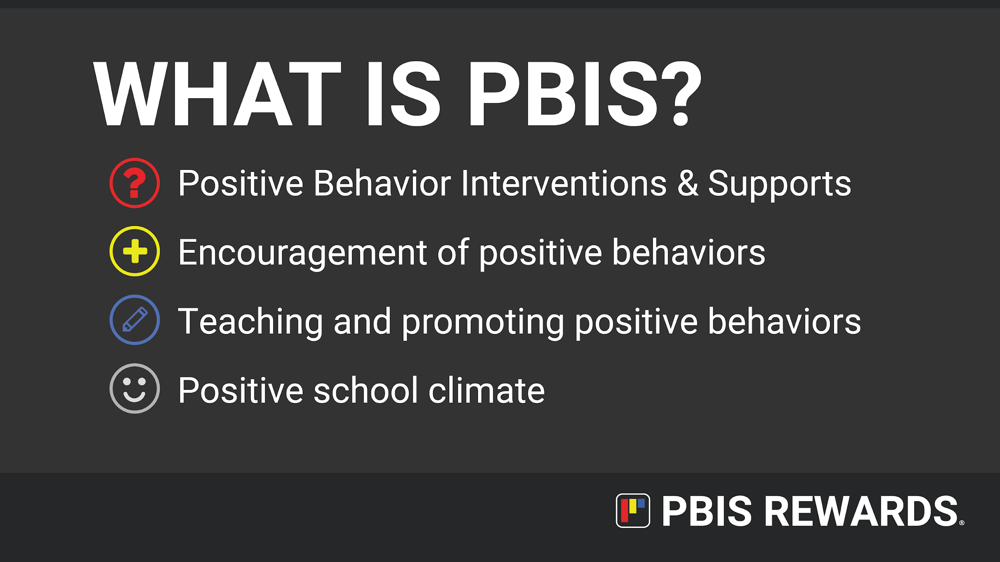 WHAT IS PBIS?
Positive Behavior Interventions & Supports
Encouragement of positive behaviors
Teaching and promoting positive behaviors
Positive school climate
PBIS REWARDS®